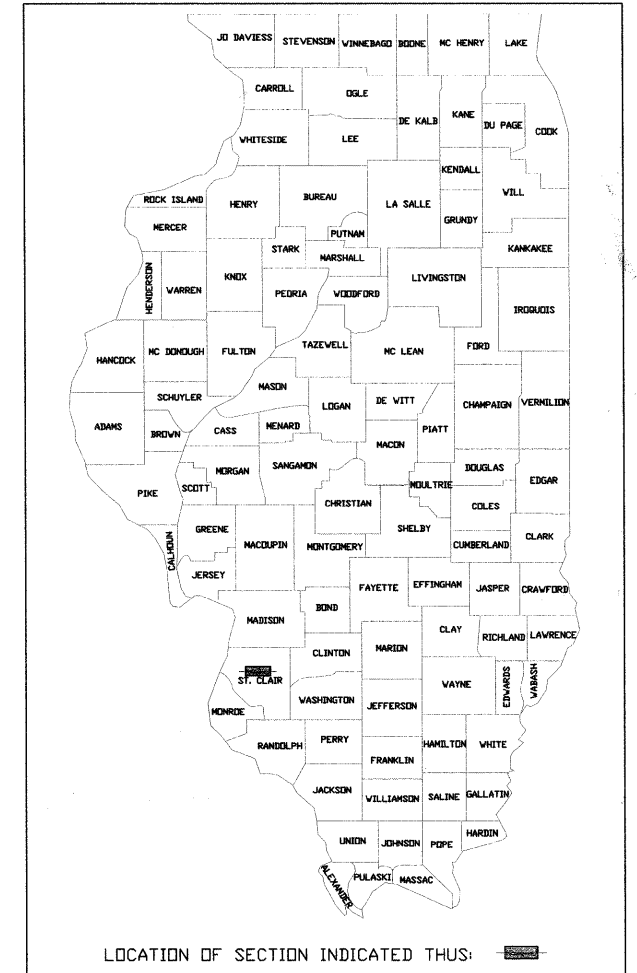 JO DAVIESS
STEVENSON
WINNEBAGO
BOONE
MC HENRY
LAKE
CARROLL
OGLE
DE KALB
KANE
DU PAGE
COOK
WHITESIDE
LEE
KENDALL
WILL
ROCK ISLAND
HENRY
BUREAU
LA SALLE
GRUNDY
MERCER
PUTNAM
KANKAKEE
STARK
MARSHALL
HENDERSON
WARREN
KNOX
PEORIA
WOODFORD
LIVINGSTON
IROQUOIS
HANCOCK
MC DONOUGH
FULTON
TAZEWELL
MC LEAN
FORD
SCHUYLER
MASON
LOGAN
DE WITT
CHAMPAIGN
VERMILION
ADAMS
BROWN
CASS
MENARD
MACON
PIATT
MORGAN
SANGAMON
DOUGLAS
PIKE
SCOTT
CHRISTIAN
MOULTRIE
COLES
EDGAR
GREENE
MACOUPIN
MONTGOMERY
SHELBY
CUMBERLAND
CLARK
CALHOUN
JERSEY
FAYETTE
EFFINGHAM
JASPER
CRAWFORD
MADISON
BOND
CLAY
RICHLAND
LAWRENCE
CLINTON
MARION
ST. CLAIR
WAYNE
EDWARDS
WABASH
MONROE
WASHINGTON
JEFFERSON
RANDOLPH
PERRY
HAMILTON
WHITE
FRANKLIN
JACKSON
WILLIAMSON
SALINE
GALLATIN
UNION
JOHNSON
POPE
HARDIN
ALEXANDER
PULASKI
MASSAC
LOCATION OF SECTION INDICATED THUS: